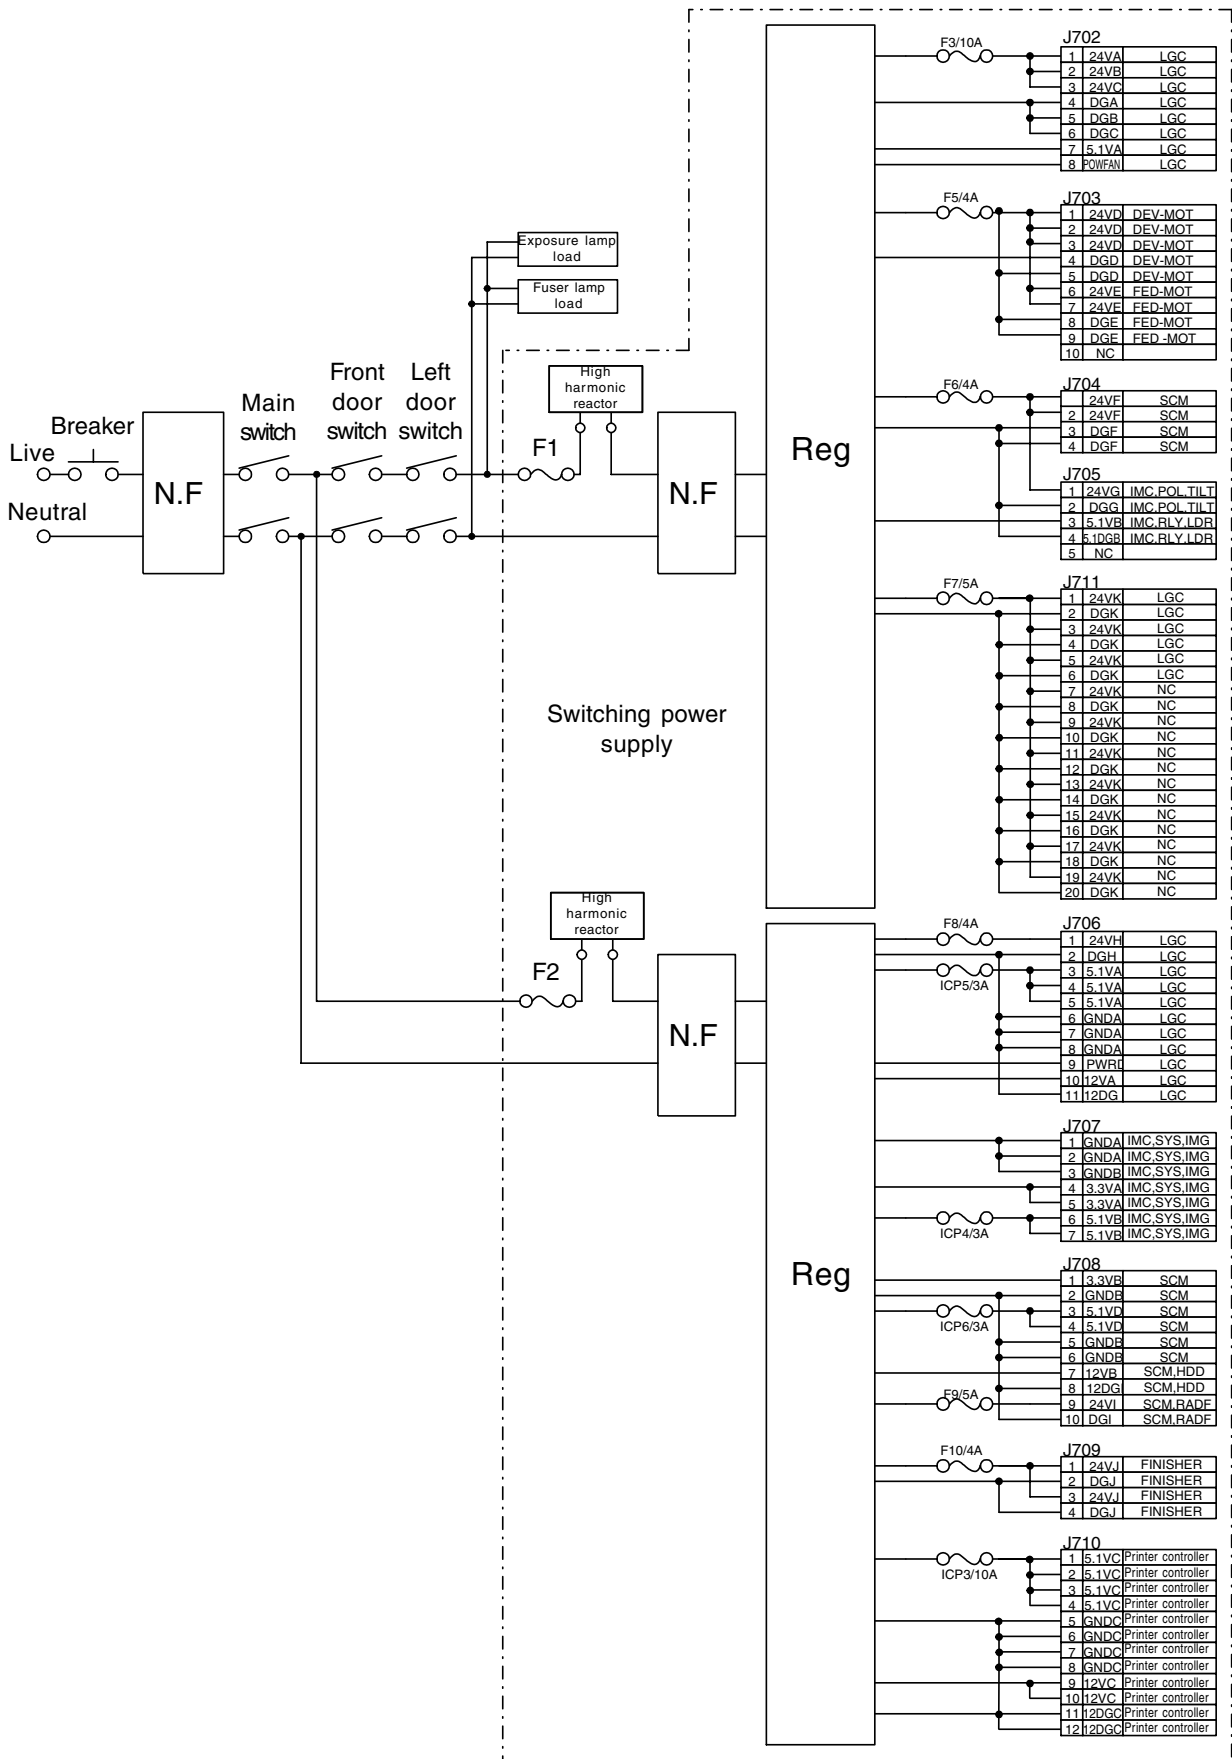 Live
Breaker
Neutral
N.F
Main
switch
Front
door
switch
Left
door
switch
Exposure lamp
load
Fuser lamp
load
F1
High
harmonic
reactor
N.F
Reg
Switching power
supply
F2
High
harmonic
reactor
N.F
Reg
F3/10A
J702
1 24VA LGC
2 24VB LGC
3 24VC LGC
4 DGA LGC
5 DGB LGC
6 DGC LGC
7 5.1VA LGC
8 POWFAN LGC
F5/4A
J703
1 24VD DEV-MOT
2 24VD DEV-MOT
3 24VD DEV-MOT
4 DGD DEV-MOT
5 DGD DEV-MOT
6 24VE FED-MOT
7 24VE FED-MOT
8 DGE FED-MOT
9 DGE FED -MOT
10 NC
F6/4A
J704
24VF SCM
2 24VF SCM
3 DGF SCM
4 DGF SCM
J705
1 24VG IMC,POL,TILT
2 DGG IMC,POL,TILT
3 5.1VB IMC,RLY,LDR
4 5.1DGB IMC,RLY,LDR
5 NC
F7/5A
J711
1 24VK LGC
2 DGK LGC
3 24VK LGC
4 DGK LGC
5 24VK LGC
6 DGK LGC
7 24VK NC
8 DGK NC
9 24VK NC
10 DGK NC
11 24VK NC
12 DGK NC
13 24VK NC
14 DGK NC
15 24VK NC
16 DGK NC
17 24VK NC
18 DGK NC
19 24VK NC
20 DGK NC
F8/4A
ICP5/3A
J706
1 24VH LGC
2 DGH LGC
3 5.1VA LGC
4 5.1VA LGC
5 5.1VA LGC
6 GNDA LGC
7 GNDA LGC
8 GNDA LGC
9 PWRD LGC
10 12VA LGC
11 12DG LGC
ICP4/3A
J707
1 GNDA IMC,SYS,IMG
2 GNDA IMC,SYS,IMG
3 GNDB IMC,SYS,IMG
4 3.3VA IMC,SYS,IMG
5 3.3VA IMC,SYS,IMG
6 5.1VB IMC,SYS,IMG
7 5.1VB IMC,SYS,IMG
ICP6/3A
F9/5A
J708
1 3.3VB SCM
2 GNDB SCM
3 5.1VD SCM
4 5.1VD SCM
5 GNDB SCM
6 GNDB SCM
7 12VB SCM,HDD
8 12DG SCM,HDD
9 24VI SCM,RADF
10 DGI SCM,RADF
F10/4A
J709
1 24VJ FINISHER
2 DGJ FINISHER
3 24VJ FINISHER
4 DGJ FINISHER
ICP3/10A
J710
1 5.1VC Printer controller
2 5.1VC Printer controller
3 5.1VC Printer controller
4 5.1VC Printer controller
5 GNDC Printer controller
6 GNDC Printer controller
7 GNDC Printer controller
8 GNDC Printer controller
9 12VC Printer controller
10 12VC Printer controller
11 12DGC Printer controller
12 12DGC Printer controller